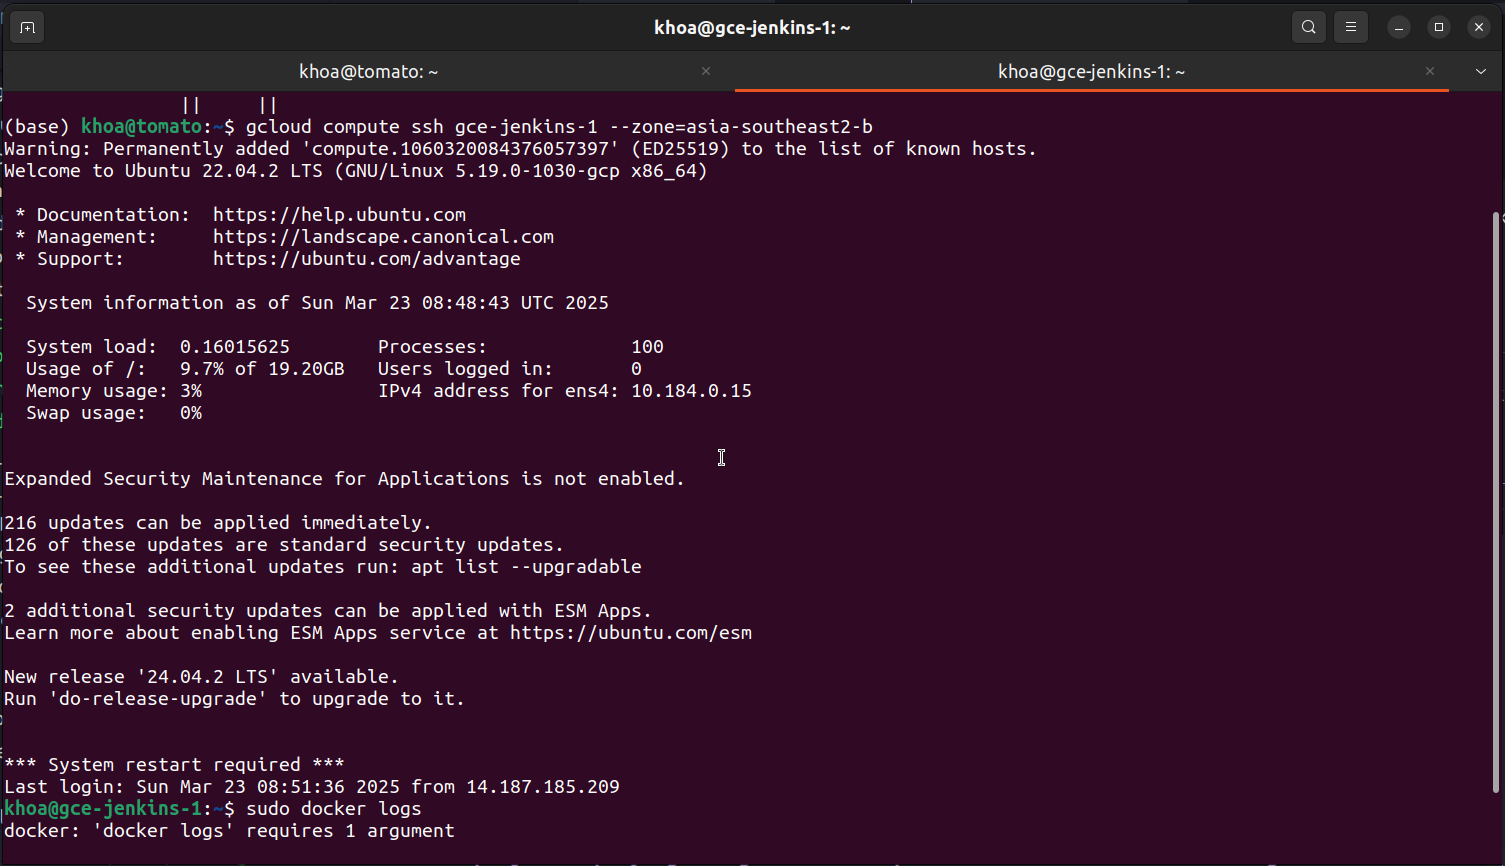 khoa@gce-jenkins-1: ~
khoa@tomato: ~
khoa@gce-jenkins-1: ~
|| ||
(base) khoa@tomato:~$ gcloud compute ssh gce-jenkins-1 --zone=asia-southeast2-b
Warning: Permanently added 'compute.1060320084376057397' (ED25519) to the list of known hosts.
Welcome to Ubuntu 22.04.2 LTS (GNU/Linux 5.19.0-1030-gcp x86_64)
* Documentation:  https://help.ubuntu.com
* Management:     https://landscape.canonical.com
* Support:        https://ubuntu.com/advantage
System information as of Sun Mar 23 08:48:43 UTC 2025
System load:  0.16015625        Processes:             100
Usage of /:   9.7% of 19.20GB   Users logged in:       0
Memory usage: 3%                IPv4 address for ens4: 10.184.0.15
Swap usage:   0%
Expanded Security Maintenance for Applications is not enabled.
216 updates can be applied immediately.
126 of these updates are standard security updates.
To see these additional updates run: apt list --upgradable
2 additional security updates can be applied with ESM Apps.
Learn more about enabling ESM Apps service at https://ubuntu.com/esm
New release '24.04.2 LTS' available.
Run 'do-release-upgrade' to upgrade to it.
*** System restart required ***
Last login: Sun Mar 23 08:51:36 2025 from 14.187.185.209
khoa@gce-jenkins-1:~$ sudo docker logs
docker: 'docker logs' requires 1 argument